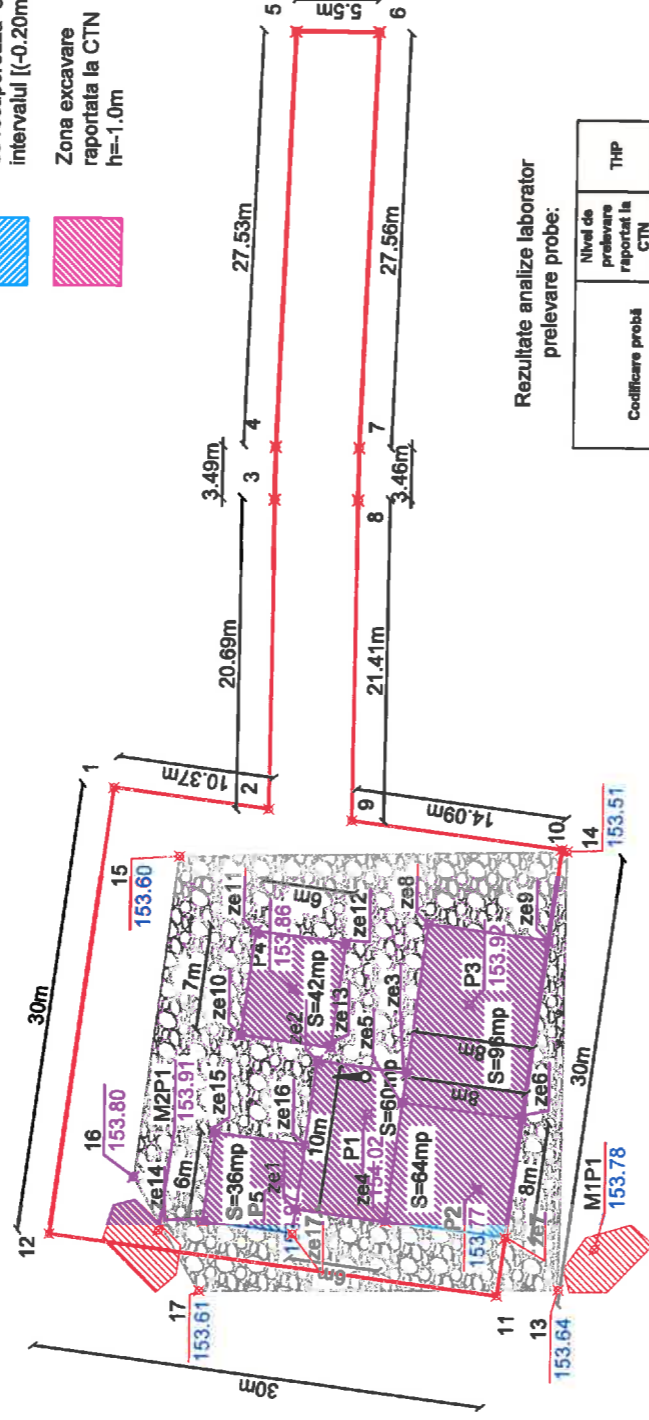 intervalul [(-0.20m
Zona excavare
raportata la CTN
h=-1.0m
Rezultate analize laborator
prelevare probe:
Codificare probă
Nivel de
prelevare
raportat la
CTN
THP
12
30m
1
10.37m
2
20.69m
3
3.49m
4
27.53m
5
5.5m
6
27.56m
7
3.46m
8
21.41m
9
14.09m
10
14
153.51
15
153.60
16
153.80
M2P1
153.91
17
153.61
11
13
153.64
M1P1
153.78
30m
30m
ze14
6m
ze15
S=36mp
P5
ze1
ze16
ze17
6m
7m
ze10
ze11
P4
153.86
6m
ze12
ze2
S=42mp
ze13
10m
P1
154.02
6
ze4
S=60mp
ze5
ze3
ze8
S=64mp
8m
P2
153.77
ze7
8m
ze6
P3
153.92
S=96mp
8m
ze9